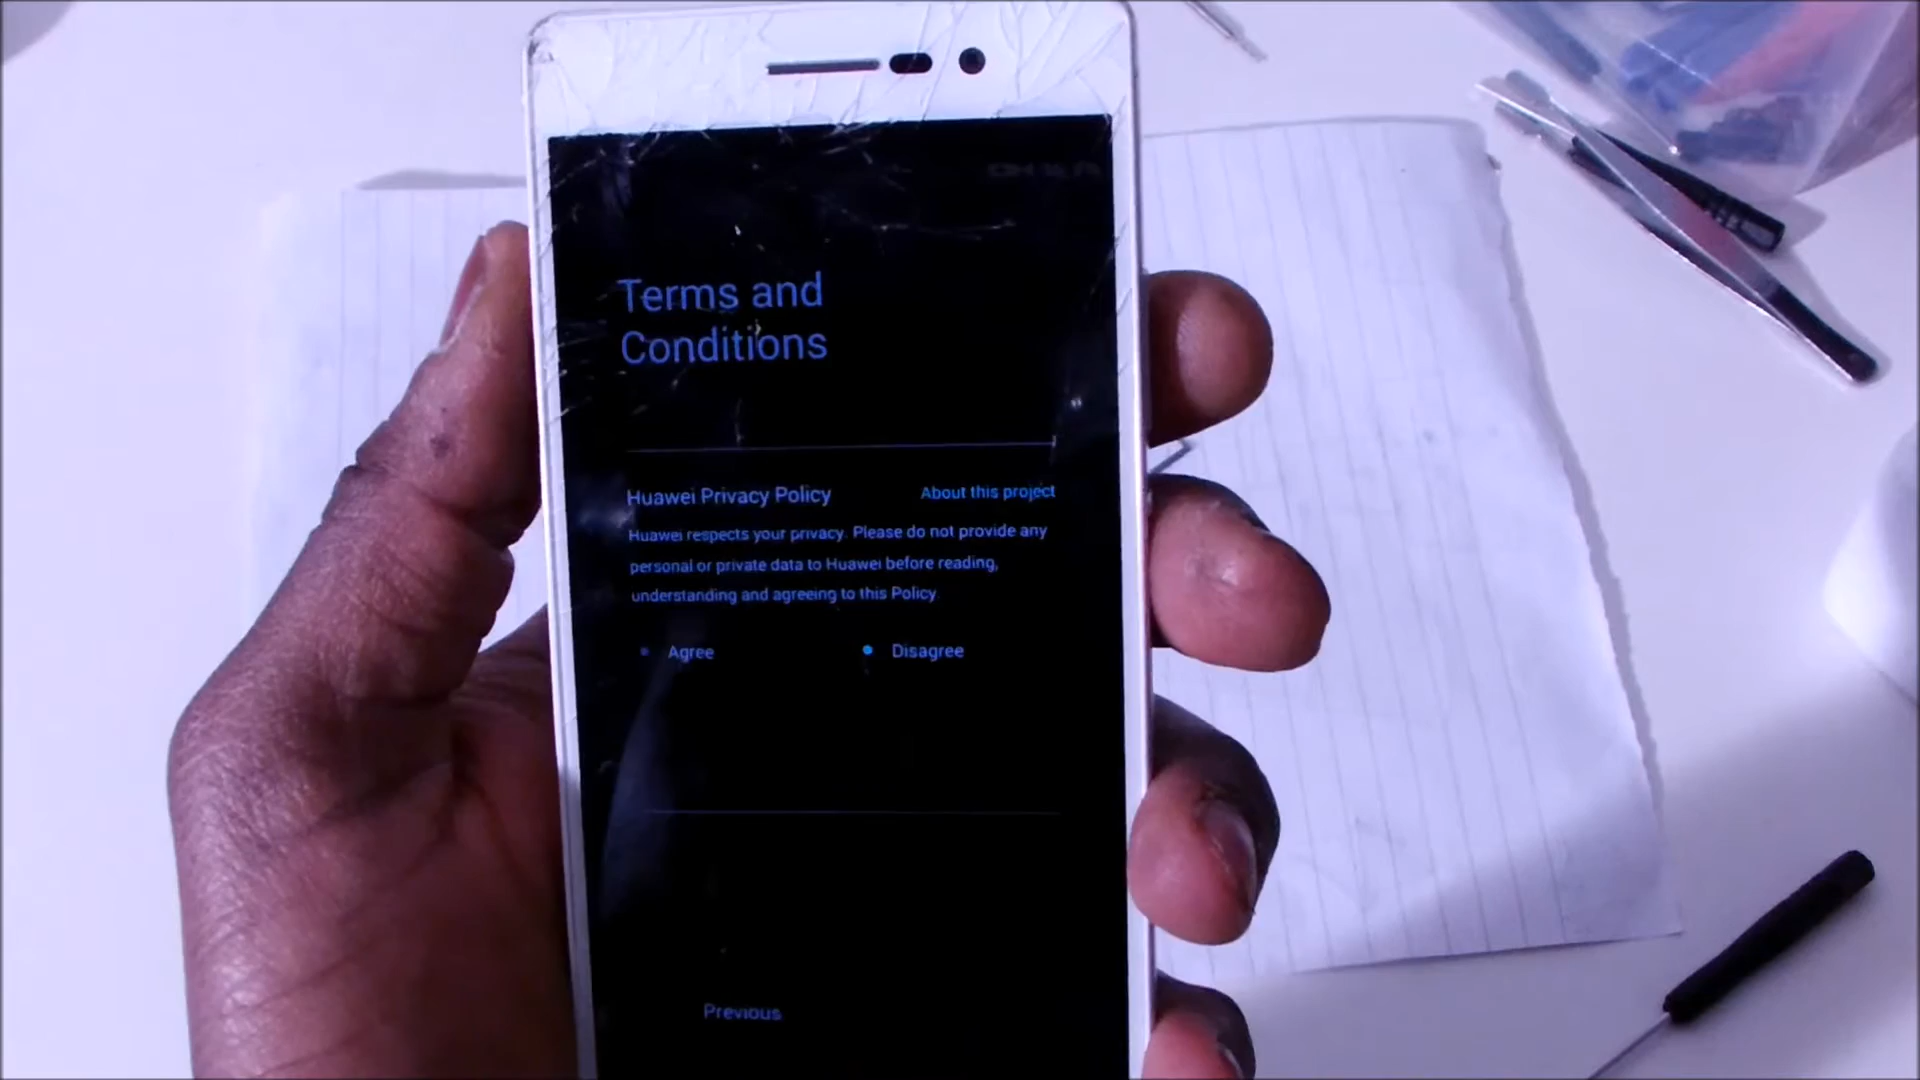 Terms and
Conditions
Huawei Privacy Policy About this project
Huawei respects your privacy. Please do not provide any
personal or private data to Huawei before reading,
understanding and agreeing to this Policy.
Agree Disagree
Previous